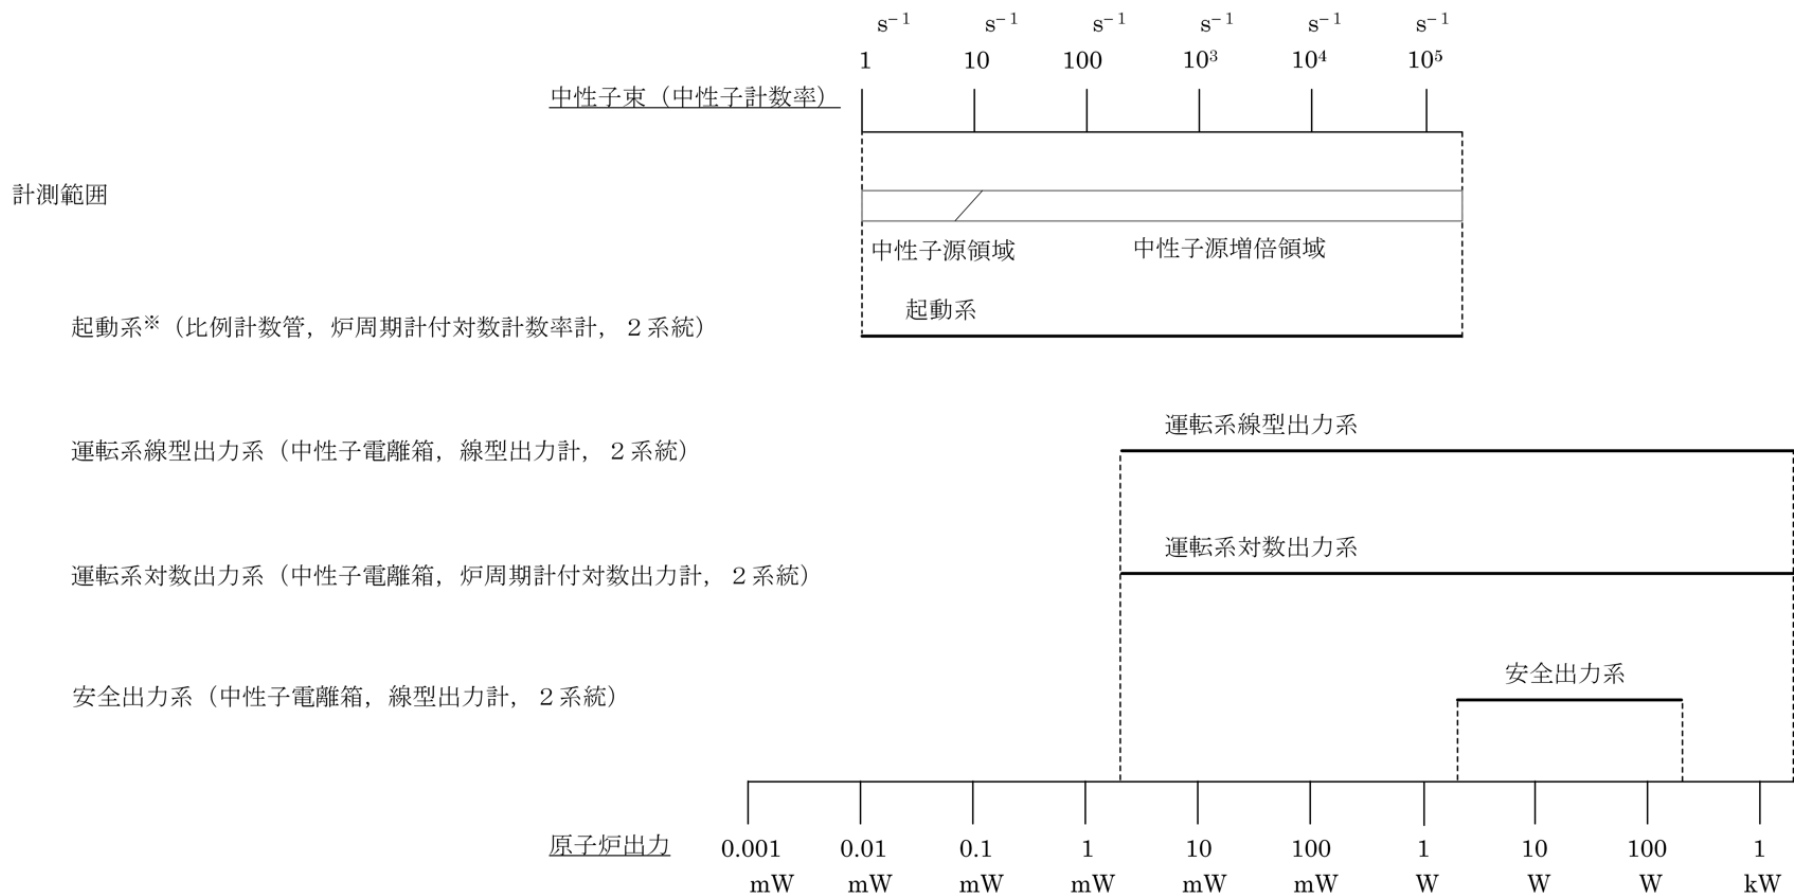 s⁻¹ s⁻¹ s⁻¹ s⁻¹ s⁻¹ s⁻¹
1 10 100 10³ 10⁴ 10⁵
中性子束（中性子計数率）
計測範囲
中性子源領域 中性子源増倍領域
起動系
起動系※（比例計数管，炉周期計付対数計数率計，２系統）
運転系線型出力系
運転系線型出力系（中性子電離箱，線型出力計，２系統）
運転系対数出力系
運転系対数出力系（中性子電離箱，炉周期計付対数出力計，２系統）
安全出力系
安全出力系（中性子電離箱，線型出力計，２系統）
原子炉出力 0.001 0.01 0.1 1 10 100 1 10 100 1
mW mW mW mW mW mW W W W kW